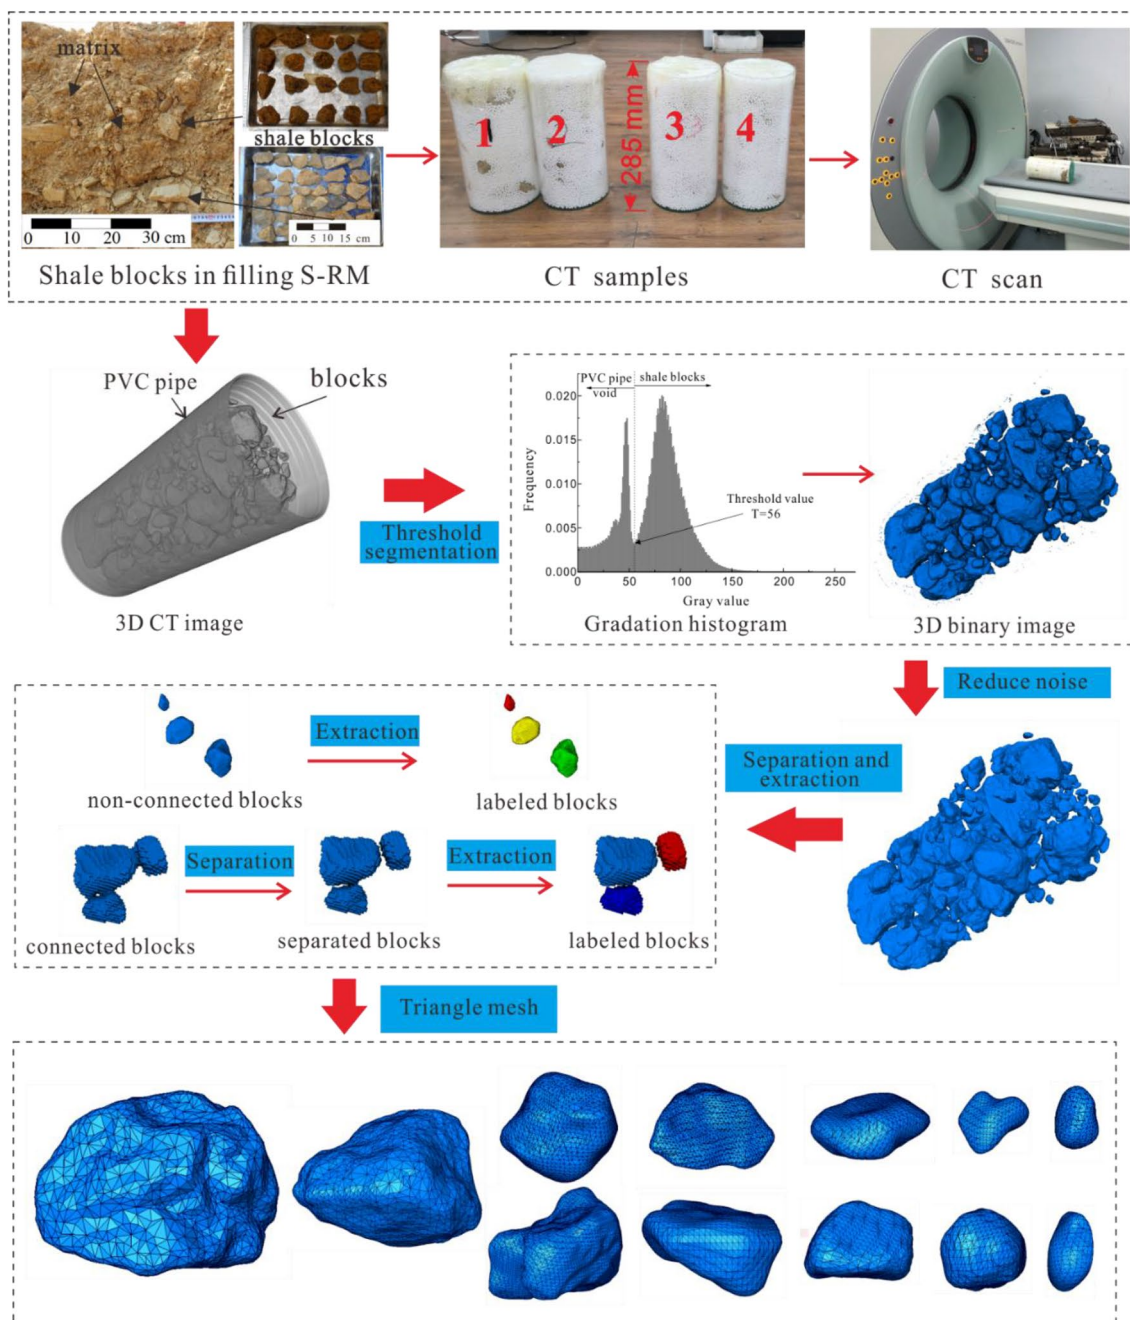 matrix
shale blocks
0 10 20 30 cm
0 5 10 15 cm
1 2 3 4
285 mm
Shale blocks in filling S-RM
CT samples
CT scan
PVC pipe
blocks
3D CT image
Threshold
segmentation
PVC pipe
void
shale blocks
0.020
0.015
0.010
0.005
0.000
Frequency
Threshold value
T=56
0 50 100 150 200 250
Gray value
Gradation histogram
3D binary image
Reduce noise
Separation and
extraction
Extraction
non-connected blocks
labeled blocks
Separation
Extraction
connected blocks
separated blocks
labeled blocks
Triangle mesh